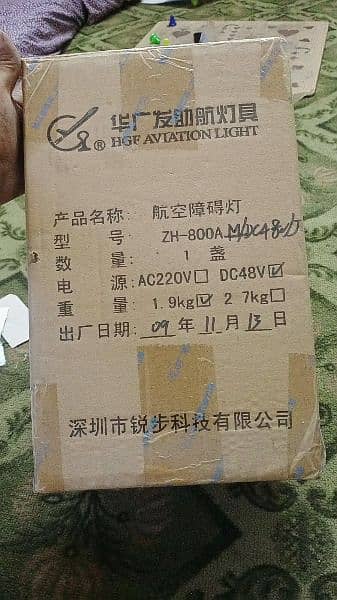 华广友助航灯具
® HGF AVIATION LIGHT
产品名称: 航空障碍灯
型 号 ZH-800A M/DC48V/
数 量: 1 盏
电 源: AC220V☐ DC48V☑
重 量: 1.9kg☑ 2 7kg☐
出厂日期: 09 年 11 月 13 日
深圳市锐步科技有限公司